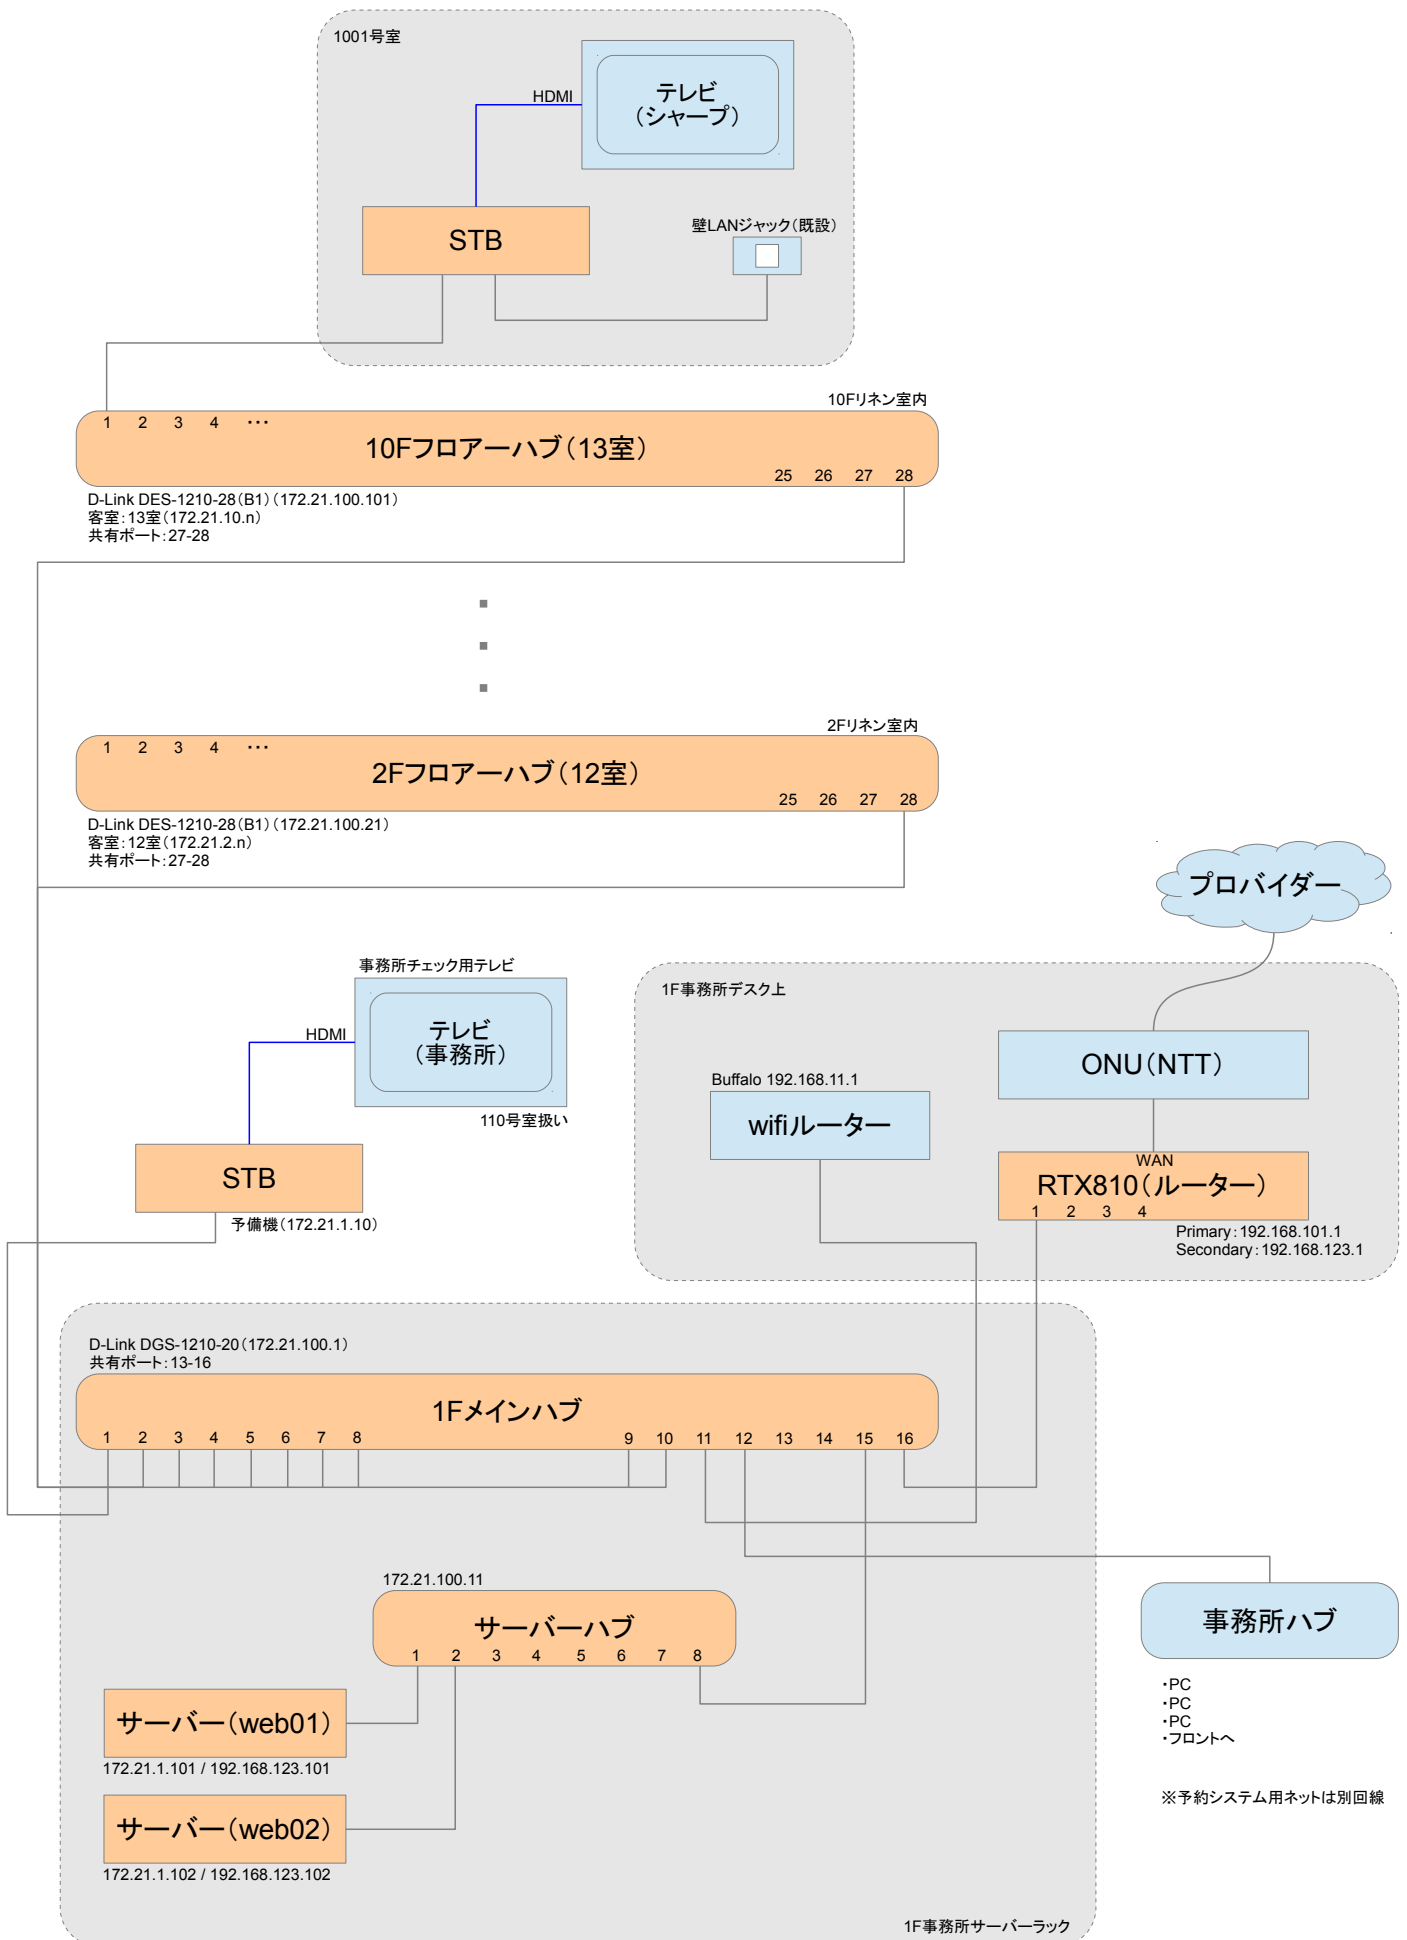 1001号室
HDMI
テレビ
（シャープ）
STB
壁LANジャック（既設）
10Fリネン室内
1 2 3 4 ・・・
10Fフロアーハブ（13室）
25 26 27 28
D-Link DES-1210-28（B1）（172.21.100.101）
客室：13室（172.21.10.n）
共有ポート：27-28
2Fリネン室内
1 2 3 4 ・・・
2Fフロアーハブ（12室）
25 26 27 28
D-Link DES-1210-28（B1）（172.21.100.21）
客室：12室（172.21.2.n）
共有ポート：27-28
プロバイダー
事務所チェック用テレビ
HDMI
テレビ
（事務所）
110号室扱い
STB
予備機（172.21.1.10）
1F事務所デスク上
ONU（NTT）
Buffalo 192.168.11.1
wifiルーター
WAN
RTX810（ルーター）
1 2 3 4
Primary：192.168.101.1
Secondary：192.168.123.1
D-Link DGS-1210-20（172.21.100.1）
共有ポート：13-16
1Fメインハブ
1 2 3 4 5 6 7 8 9 10 11 12 13 14 15 16
172.21.100.11
サーバーハブ
1 2 3 4 5 6 7 8
サーバー（web01）
172.21.1.101 / 192.168.123.101
サーバー（web02）
172.21.1.102 / 192.168.123.102
1F事務所サーバーラック
事務所ハブ
・PC
・PC
・PC
・フロントへ
※予約システム用ネットは別回線